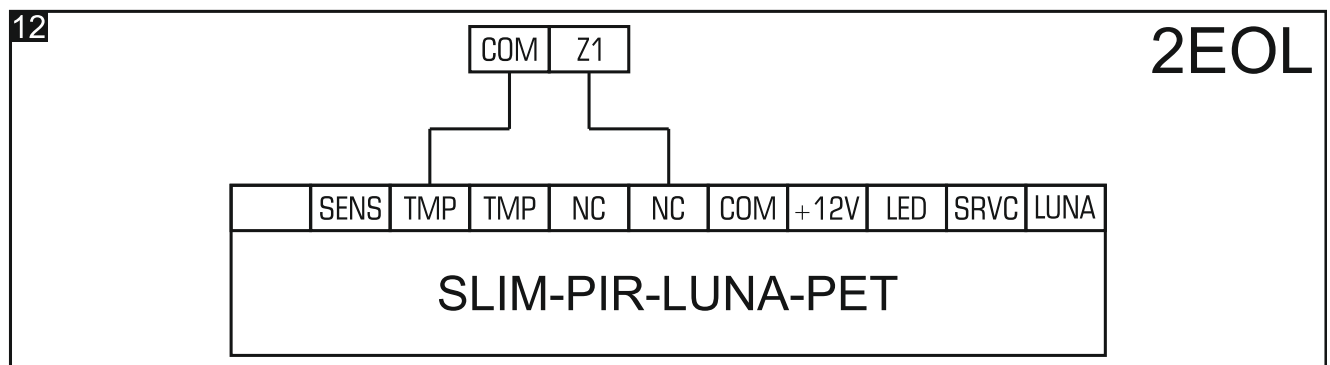 12
2EOL
COM Z1
SENS TMP TMP NC NC COM +12V LED SRVC LUNA
SLIM-PIR-LUNA-PET